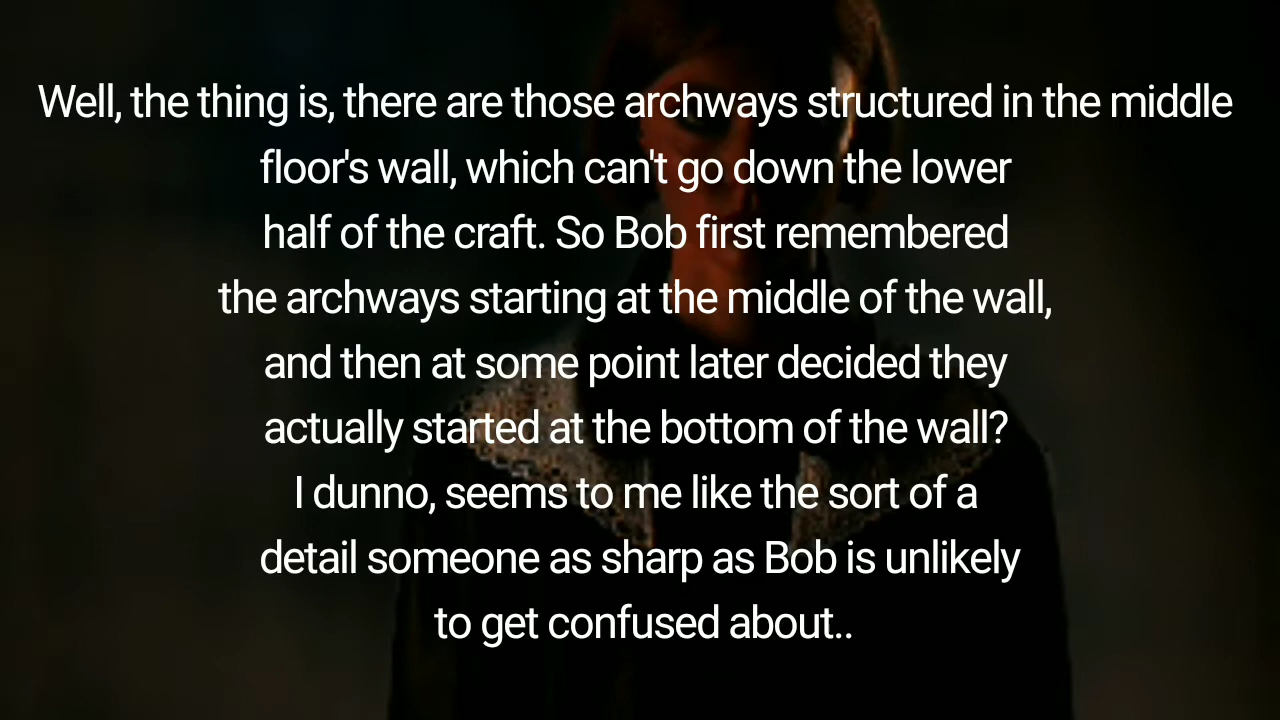 Well, the thing is, there are those archways structured in the middle
floor's wall, which can't go down the lower
half of the craft. So Bob first remembered
the archways starting at the middle of the wall,
and then at some point later decided they
actually started at the bottom of the wall?
I dunno, seems to me like the sort of a
detail someone as sharp as Bob is unlikely
to get confused about..